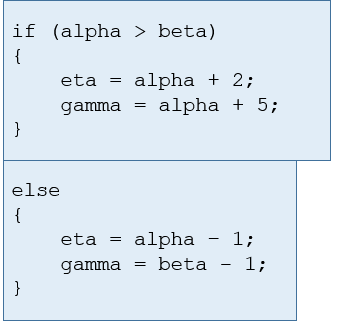 if (alpha > beta)
{
    eta = alpha + 2;
    gamma = alpha + 5;
}
else
{
    eta = alpha - 1;
    gamma = beta - 1;
}